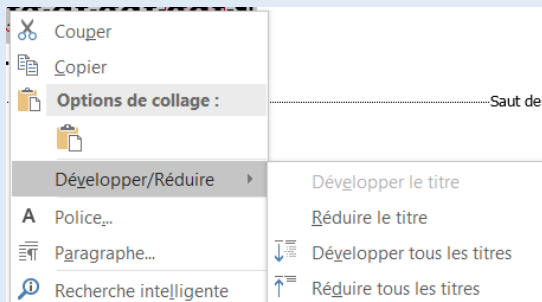 Couper
Copier
Options de collage :
Saut de
Développer/Réduire
Développer le titre
A Police...
Réduire le titre
Paragraphe...
Développer tous les titres
Recherche intelligente
Réduire tous les titres